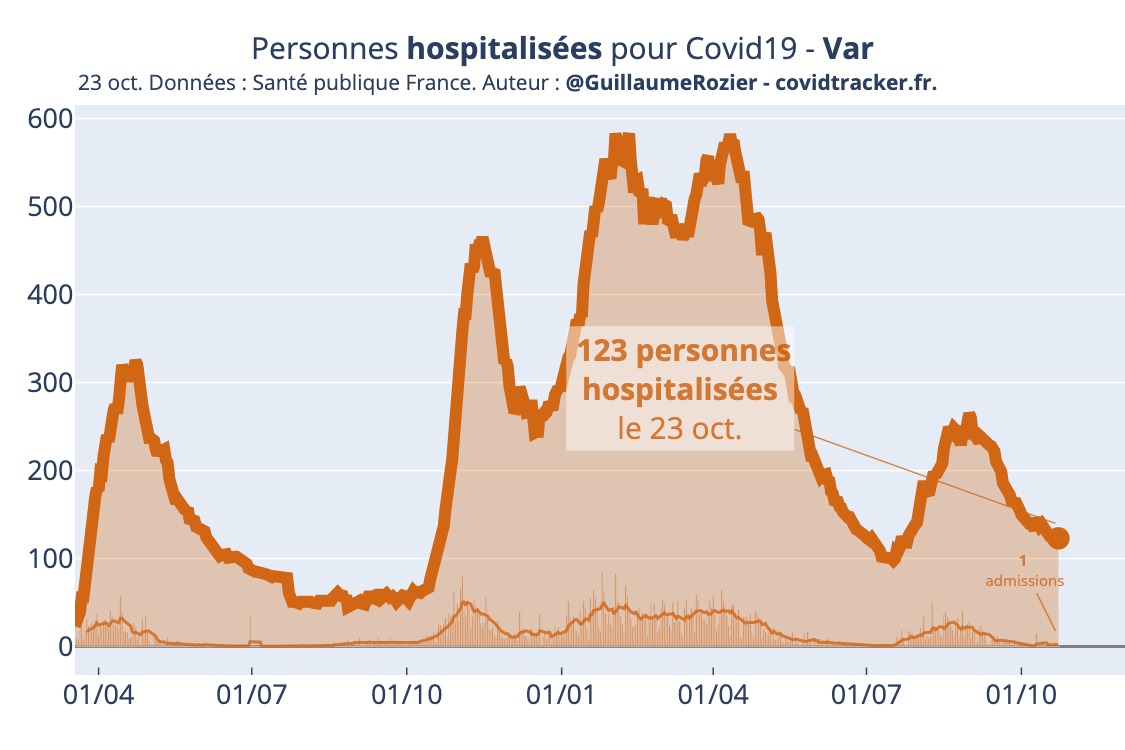 Personnes hospitalisées pour Covid19 - Var
23 oct. Données : Santé publique France. Auteur : @GuillaumeRozier - covidtracker.fr.
600
500
400
300
200
100
0
123 personnes
hospitalisées
le 23 oct.
1
admissions
01/04
01/07
01/10
01/01
01/04
01/07
01/10